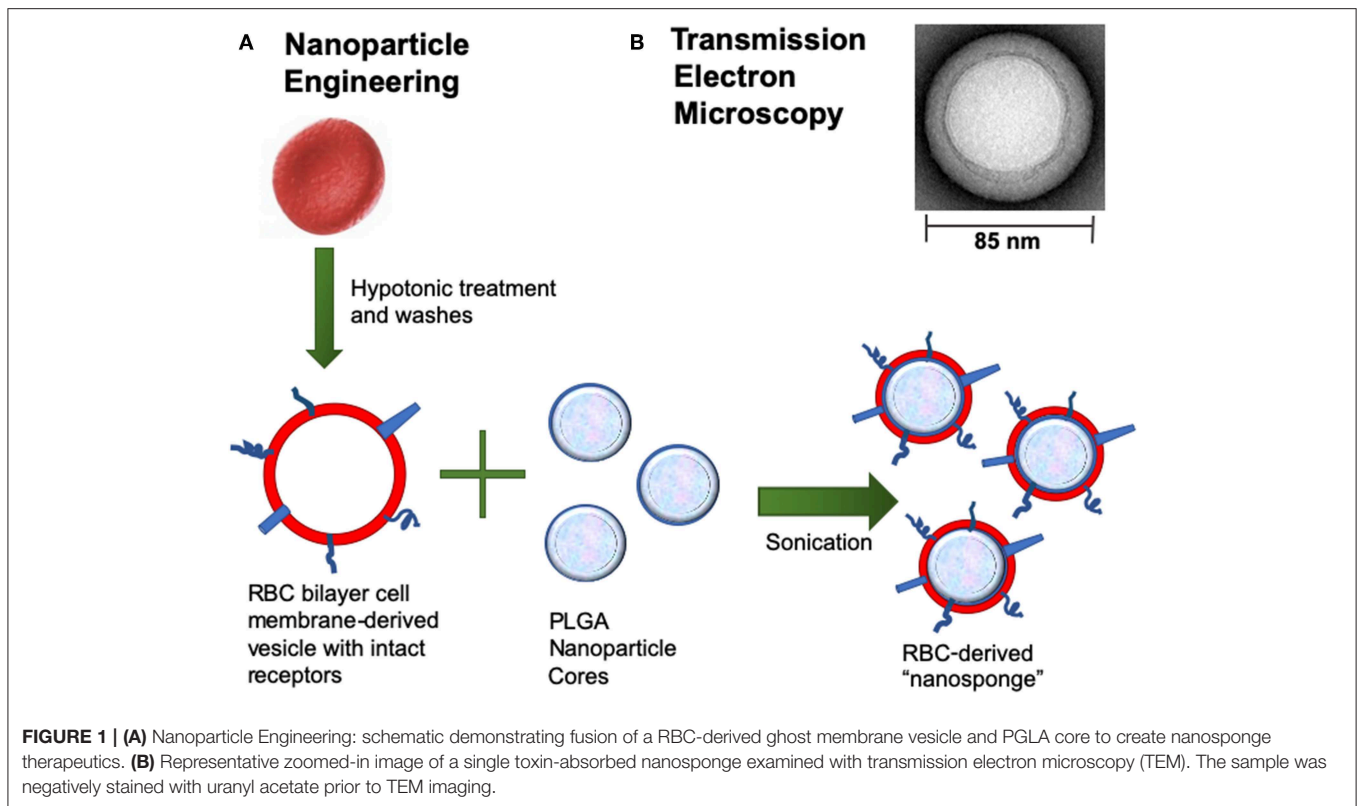 A Nanoparticle
Engineering
B Transmission
Electron
Microscopy
85 nm
Hypotonic treatment
and washes
RBC bilayer cell
membrane-derived
vesicle with intact
receptors
PLGA
Nanoparticle
Cores
Sonication
RBC-derived
“nanosponge”
FIGURE 1 | (A) Nanoparticle Engineering: schematic demonstrating fusion of a RBC-derived ghost membrane vesicle and PGLA core to create nanosponge
therapeutics. (B) Representative zoomed-in image of a single toxin-absorbed nanosponge examined with transmission electron microscopy (TEM). The sample was
negatively stained with uranyl acetate prior to TEM imaging.